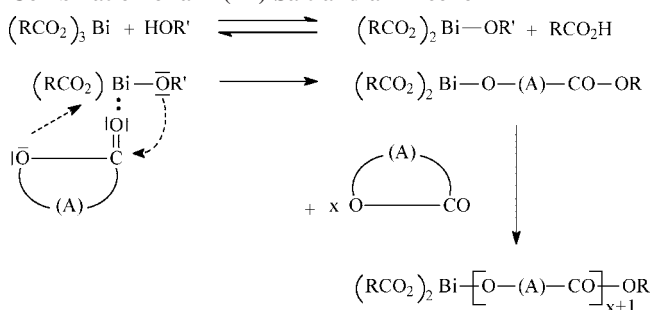 (RCO₂)₃ Bi + HOR' ⇌ (RCO₂)₂ Bi—OR' + RCO₂H
(RCO₂) Bi—O̅R' ⟶ (RCO₂)₂ Bi—O—(A)—CO—OR
|O|
|O̅ C
(A)
(A)
+ x O CO
(RCO₂)₂ Bi–[O—(A)—CO]–OR
x+1